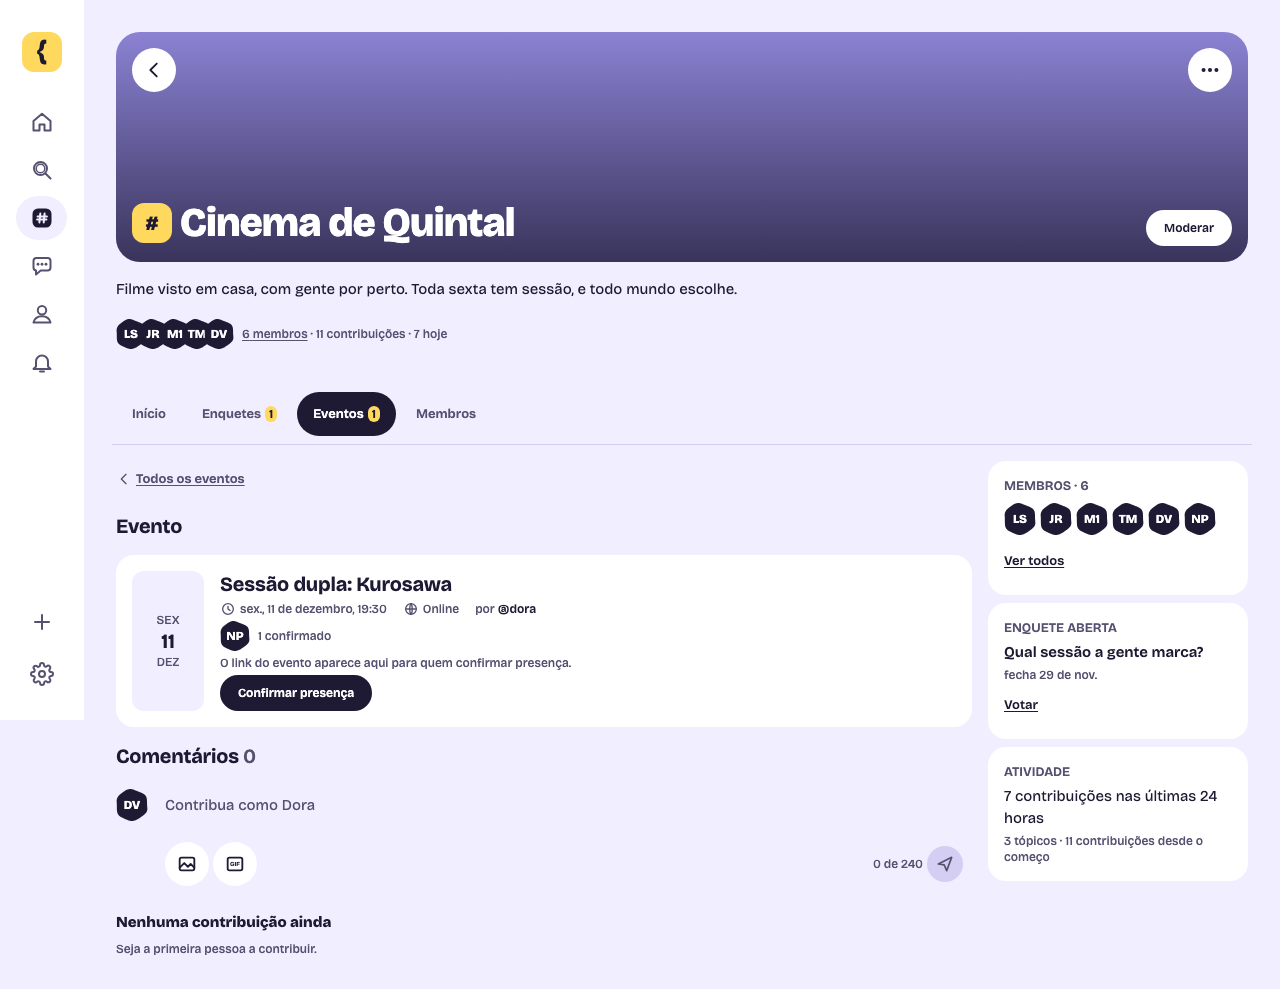 {
# Cinema de Quintal
Moderar
Filme visto em casa, com gente por perto. Toda sexta tem sessão, e todo mundo escolhe.
LS JR M1 TM DV 6 membros · 11 contribuições · 7 hoje
Início Enquetes 1 Eventos 1 Membros
Todos os eventos
Evento
SEX
11
DEZ
Sessão dupla: Kurosawa
sex., 11 de dezembro, 19:30 Online por @dora
NP 1 confirmado
O link do evento aparece aqui para quem confirmar presença.
Confirmar presença
Comentários 0
DV Contribua como Dora
GIF 0 de 240
Nenhuma contribuição ainda
Seja a primeira pessoa a contribuir.
MEMBROS · 6
LS JR M1 TM DV NP
Ver todos
ENQUETE ABERTA
Qual sessão a gente marca?
fecha 29 de nov.
Votar
ATIVIDADE
7 contribuições nas últimas 24
horas
3 tópicos · 11 contribuições desde o
começo